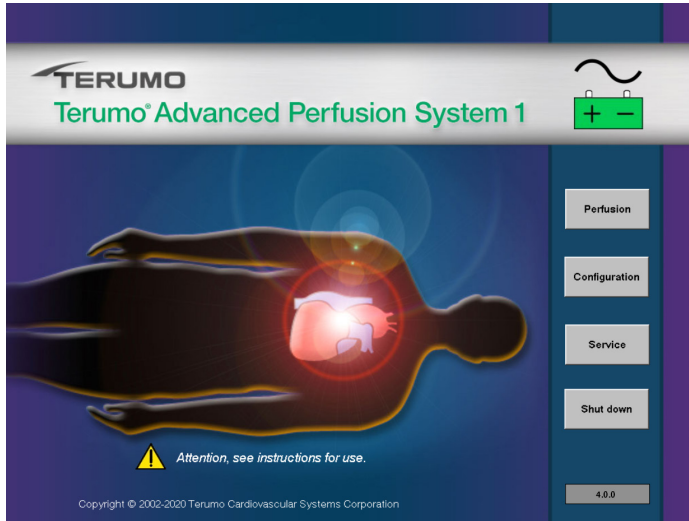 TERUMO
Terumo® Advanced Perfusion System 1
+ −
Perfusion
Configuration
Service
Shut down
Attention, see instructions for use.
4.0.0
Copyright © 2002-2020 Terumo Cardiovascular Systems Corporation